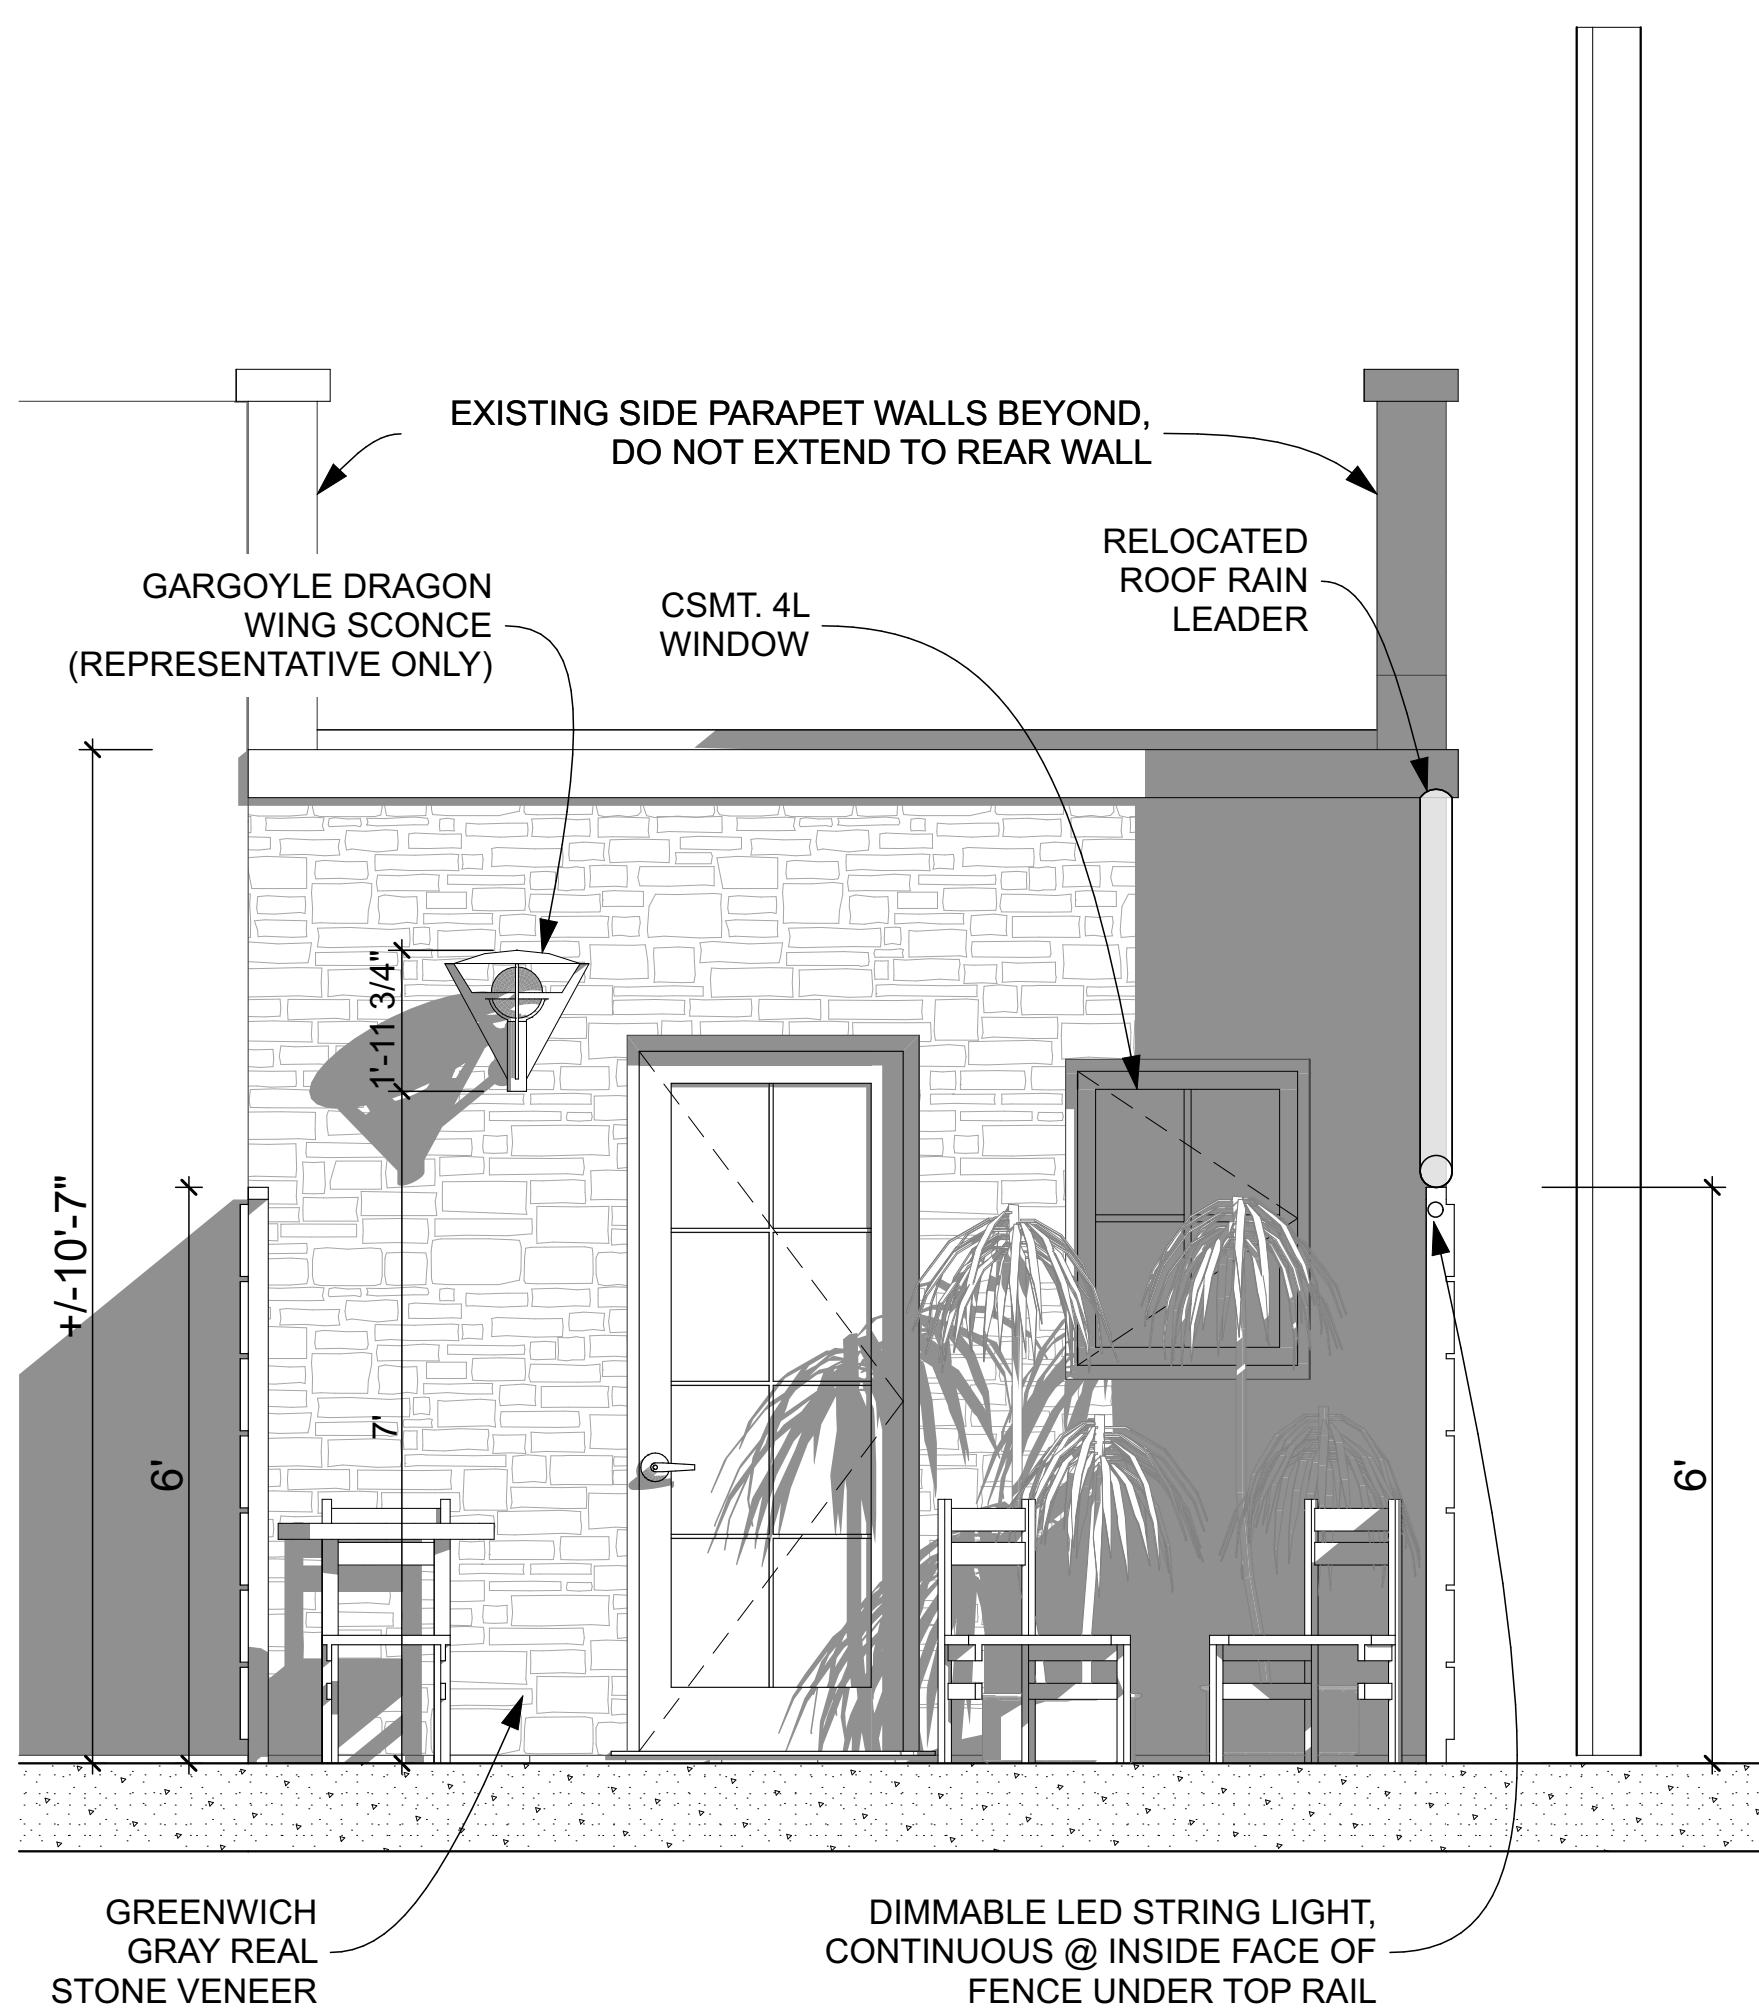 EXISTING SIDE PARAPET WALLS BEYOND,
DO NOT EXTEND TO REAR WALL
RELOCATED
ROOF RAIN
LEADER
GARGOYLE DRAGON
WING SCONCE
(REPRESENTATIVE ONLY)
CSMT. 4L
WINDOW
1'-11 3/4"
+/- 10'-7"
6'
7'
6'
GREENWICH
GRAY REAL
STONE VENEER
DIMMABLE LED STRING LIGHT,
CONTINUOUS @ INSIDE FACE OF
FENCE UNDER TOP RAIL